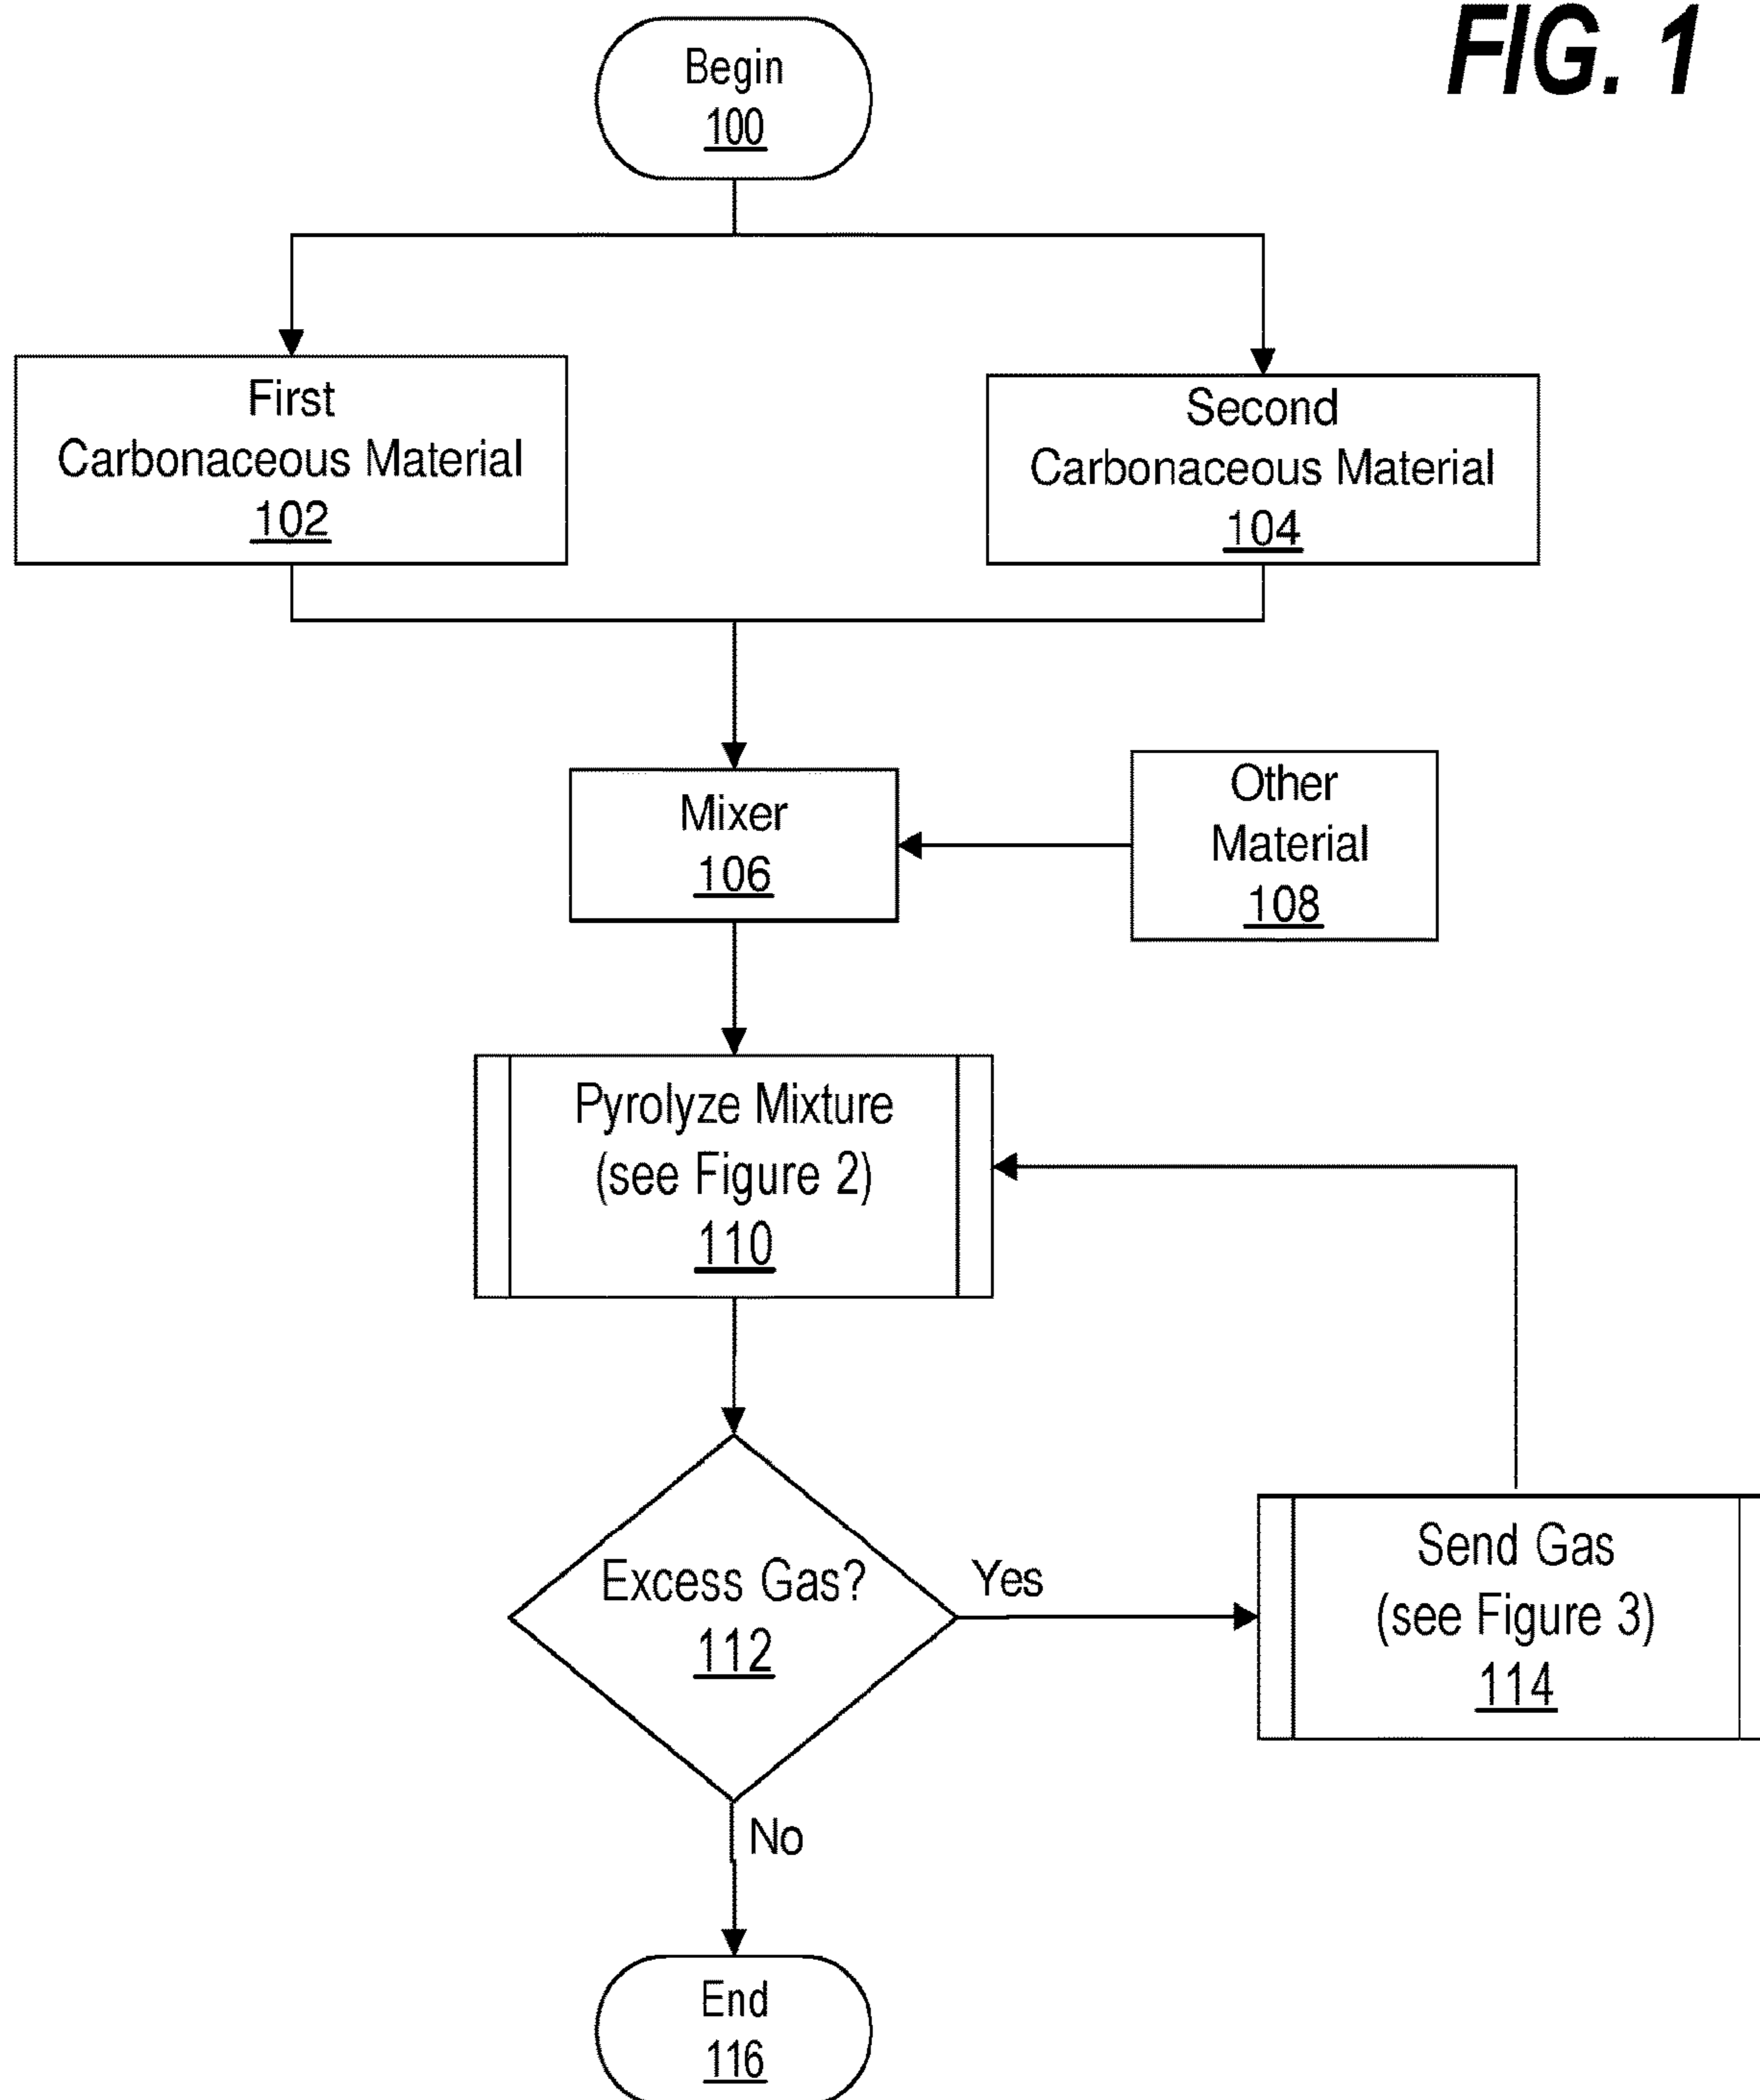 FIG. 1
Begin
100
First
Carbonaceous Material
102
Second
Carbonaceous Material
104
Mixer
106
Other
Material
108
Pyrolyze Mixture
(see Figure 2)
110
Excess Gas?
112
Yes
Send Gas
(see Figure 3)
114
No
End
116